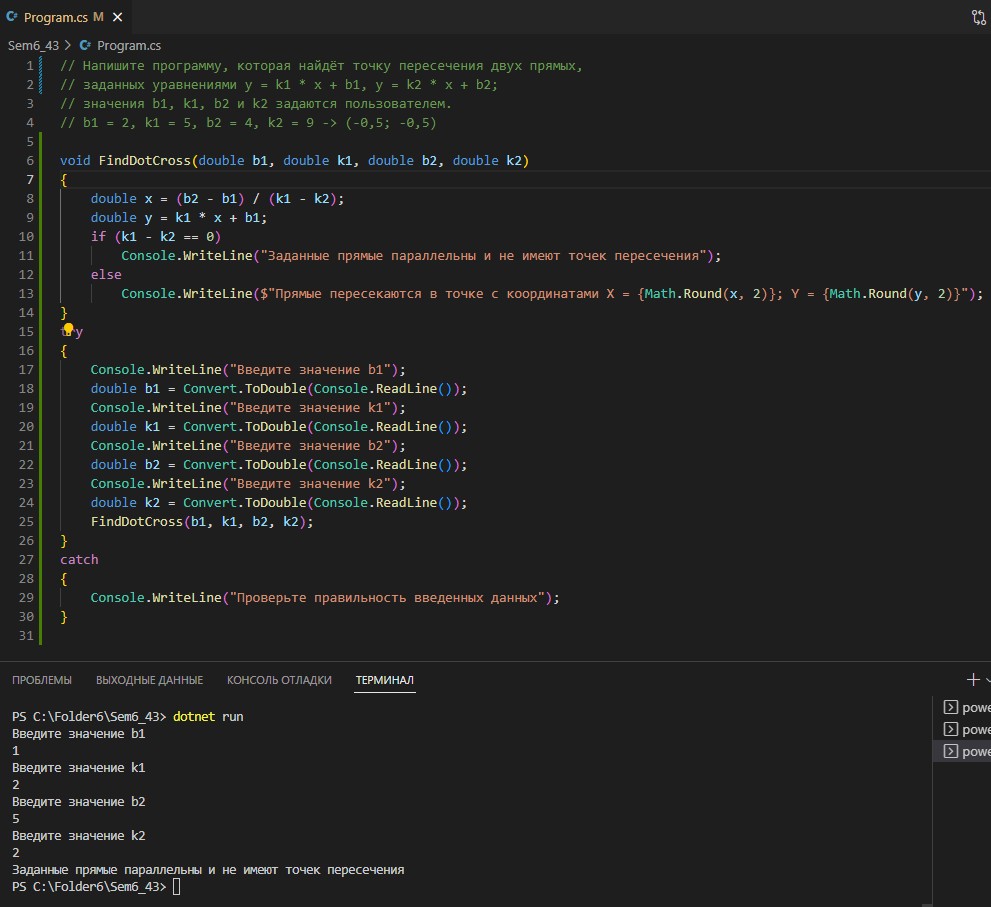 Program.cs M
Sem6_43 > Program.cs
1 // Напишите программу, которая найдёт точку пересечения двух прямых,
2 // заданных уравнениями y = k1 * x + b1, y = k2 * x + b2;
3 // значения b1, k1, b2 и k2 задаются пользователем.
4 // b1 = 2, k1 = 5, b2 = 4, k2 = 9 -> (-0,5; -0,5)
5
6 void FindDotCross(double b1, double k1, double b2, double k2)
7 {
8     double x = (b2 - b1) / (k1 - k2);
9     double y = k1 * x + b1;
10     if (k1 - k2 == 0)
11         Console.WriteLine("Заданные прямые параллельны и не имеют точек пересечения");
12     else
13         Console.WriteLine($"Прямые пересекаются в точке с координатами X = {Math.Round(x, 2)}; Y = {Math.Round(y, 2)}");
14 }
15 try
16 {
17     Console.WriteLine("Введите значение b1");
18     double b1 = Convert.ToDouble(Console.ReadLine());
19     Console.WriteLine("Введите значение k1");
20     double k1 = Convert.ToDouble(Console.ReadLine());
21     Console.WriteLine("Введите значение b2");
22     double b2 = Convert.ToDouble(Console.ReadLine());
23     Console.WriteLine("Введите значение k2");
24     double k2 = Convert.ToDouble(Console.ReadLine());
25     FindDotCross(b1, k1, b2, k2);
26 }
27 catch
28 {
29     Console.WriteLine("Проверьте правильность введенных данных");
30 }
31
ПРОБЛЕМЫ ВЫХОДНЫЕ ДАННЫЕ КОНСОЛЬ ОТЛАДКИ ТЕРМИНАЛ
PS C:\Folder6\Sem6_43> dotnet run
Введите значение b1
1
Введите значение k1
2
Введите значение b2
5
Введите значение k2
2
Заданные прямые параллельны и не имеют точек пересечения
PS C:\Folder6\Sem6_43>
powe
powe
powe